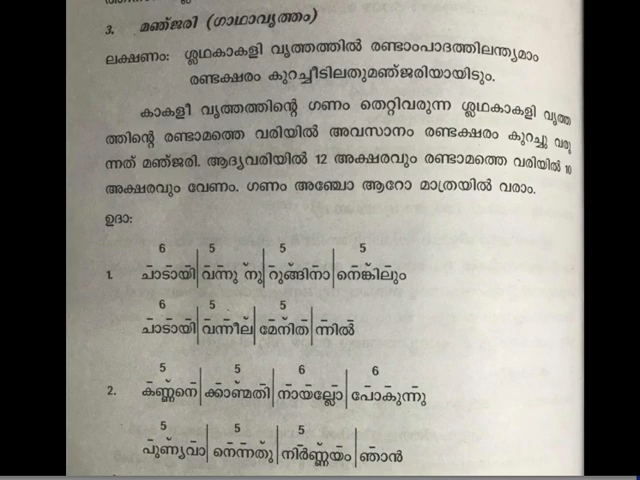 3. മഞ്ജരി (ഗാഥാവൃത്തം)
ലക്ഷണം: ശ്ലഥകാകളി വൃത്തത്തിൽ രണ്ടാംപാദത്തിലന്ത്യമാം
രണ്ടക്ഷരം കുറച്ചീടിലതുമഞ്ജരിയായിടും.
കാകളീ വൃത്തത്തിന്റെ ഗണം തെറ്റിവരുന്ന ശ്ലഥകാകളി വൃത്ത
ത്തിന്റെ രണ്ടാമത്തെ വരിയിൽ അവസാനം രണ്ടക്ഷരം കുറച്ചു വരു
ന്നത് മഞ്ജരി. ആദ്യവരിയിൽ 12 അക്ഷരവും രണ്ടാമത്തെ വരിയിൽ 10
അക്ഷരവും വേണം. ഗണം അഞ്ചോ ആറോ മാത്രയിൽ വരാം.
ഉദാ:
6 5 5 5
1. ചാടായി|വന്നു നു|റുങ്ങിനാ|നെങ്കിലും
6 5 5
ചാടായി|വന്നീല|മേനിത|ന്നിൽ
5 5 6 6
2. കണ്ണനെ|ക്കാണ്മതി|നായല്ലോ|പോകുന്നു
5 5 5
പുണ്യവാ|നെന്നതു|നിർണ്ണയം|ഞാൻ